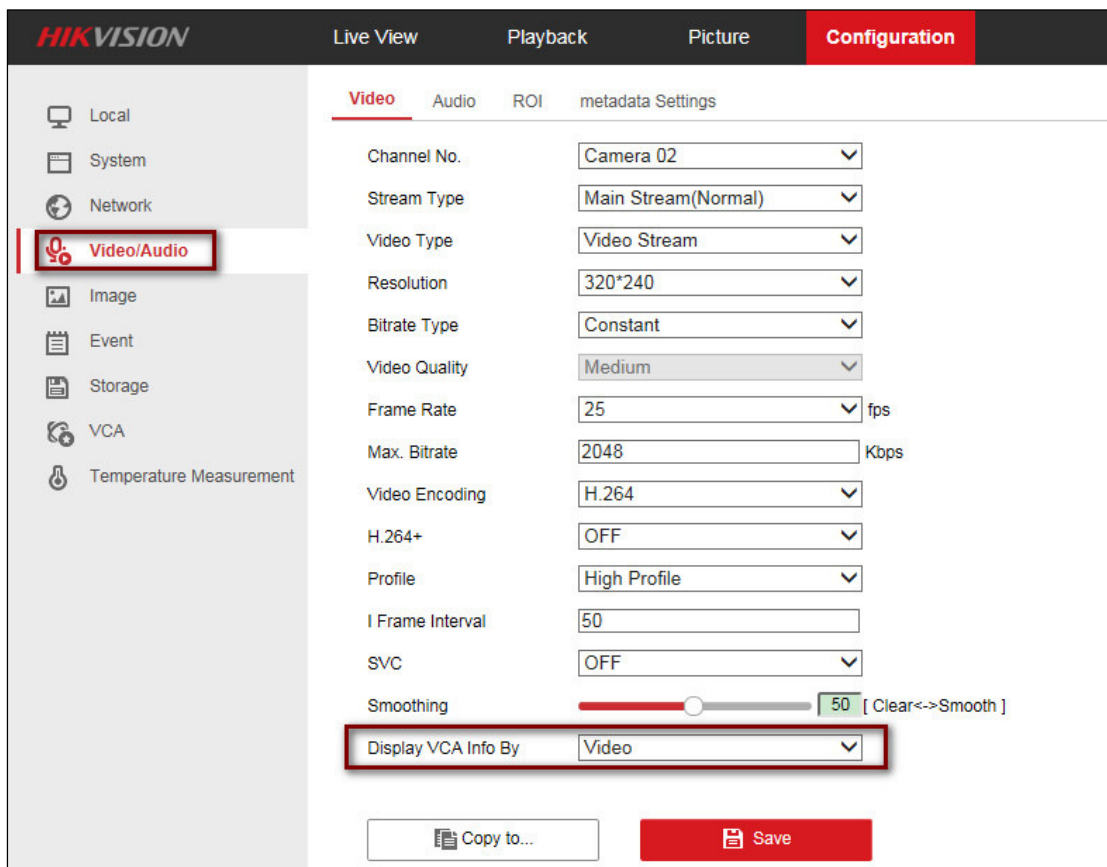 HIKVISION
Live View Playback Picture Configuration
Local
System
Network
Video/Audio
Image
Event
Storage
VCA
Temperature Measurement
Video Audio ROI metadata Settings
Channel No. Camera 02
Stream Type Main Stream(Normal)
Video Type Video Stream
Resolution 320*240
Bitrate Type Constant
Video Quality Medium
Frame Rate 25 fps
Max. Bitrate 2048 Kbps
Video Encoding H.264
H.264+ OFF
Profile High Profile
I Frame Interval 50
SVC OFF
Smoothing 50 [ Clear<->Smooth ]
Display VCA Info By Video
Copy to... Save